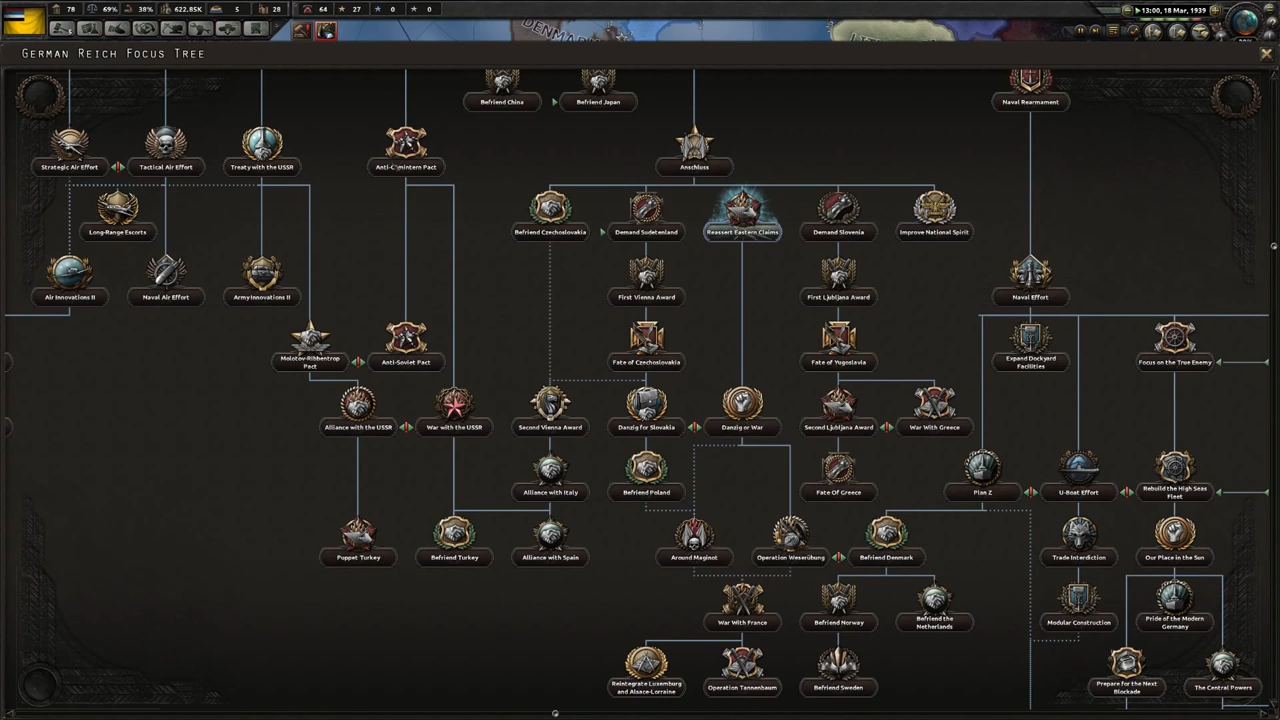 78 69% 38% 622,85K 5 28 64 27 0 0
13:00, 18 Mar, 1939
DENMARK
German Reich Focus Tree
Befriend China
Befriend Japan
Naval Rearmament
Strategic Air Effort
Tactical Air Effort
Treaty with the USSR
Anti-Comintern Pact
Anschluss
Long-Range Escorts
Befriend Czechoslovakia
Demand Sudetenland
Reassert Eastern Claims
Demand Slovenia
Improve National Spirit
Air Innovations II
Naval Air Effort
Army Innovations II
First Vienna Award
First Ljubljana Award
Naval Effort
Molotov-Ribbentrop
Pact
Anti-Soviet Pact
Fate of Czechoslovakia
Fate of Yugoslavia
Expand Dockyard
Facilities
Focus on the True Enemy
Alliance with the USSR
War with the USSR
Second Vienna Award
Danzig for Slovakia
Danzig or War
Second Ljubljana Award
War With Greece
Alliance with Italy
Befriend Poland
Fate Of Greece
Plan Z
U-Boat Effort
Rebuild the High Seas
Fleet
Puppet Turkey
Befriend Turkey
Alliance with Spain
Around Maginot
Operation Weserübung
Befriend Denmark
Trade Interdiction
Our Place in the Sun
War With France
Befriend Norway
Befriend the
Netherlands
Modular Construction
Pride of the Modern
Germany
Reintegrate Luxemburg
and Alsace-Lorraine
Operation Tannenbaum
Befriend Sweden
Prepare for the Next
Blockade
The Central Powers